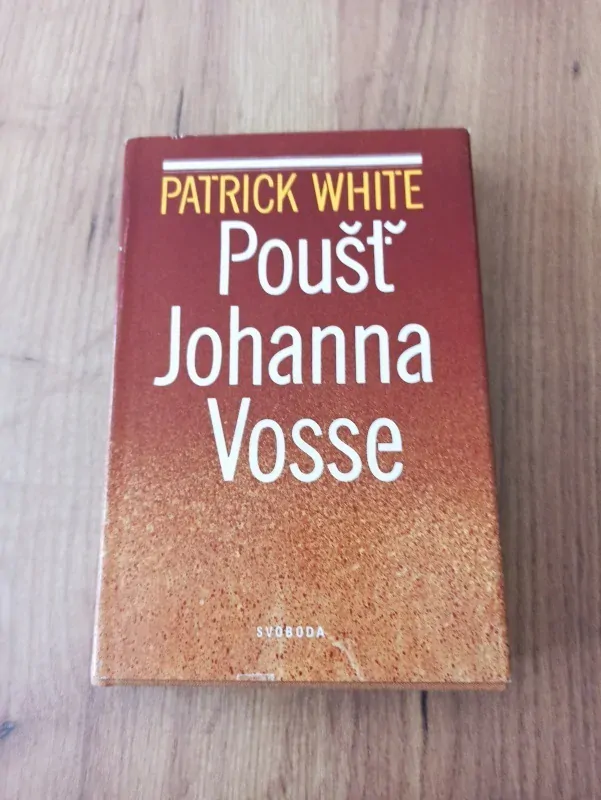 PATRICK WHITE
Poušť
Johanna
Vosse
SVOBODA